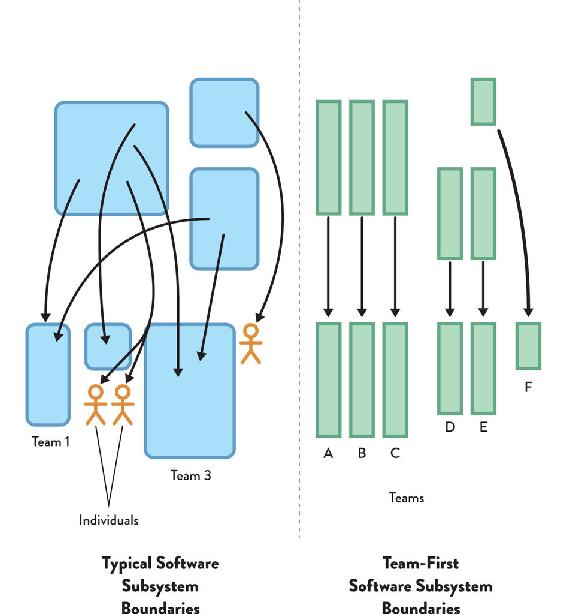 Team 1
Team 3
Individuals
A
B
C
D
E
F
Teams
Typical Software
Subsystem
Boundaries
Team-First
Software Subsystem
Boundaries